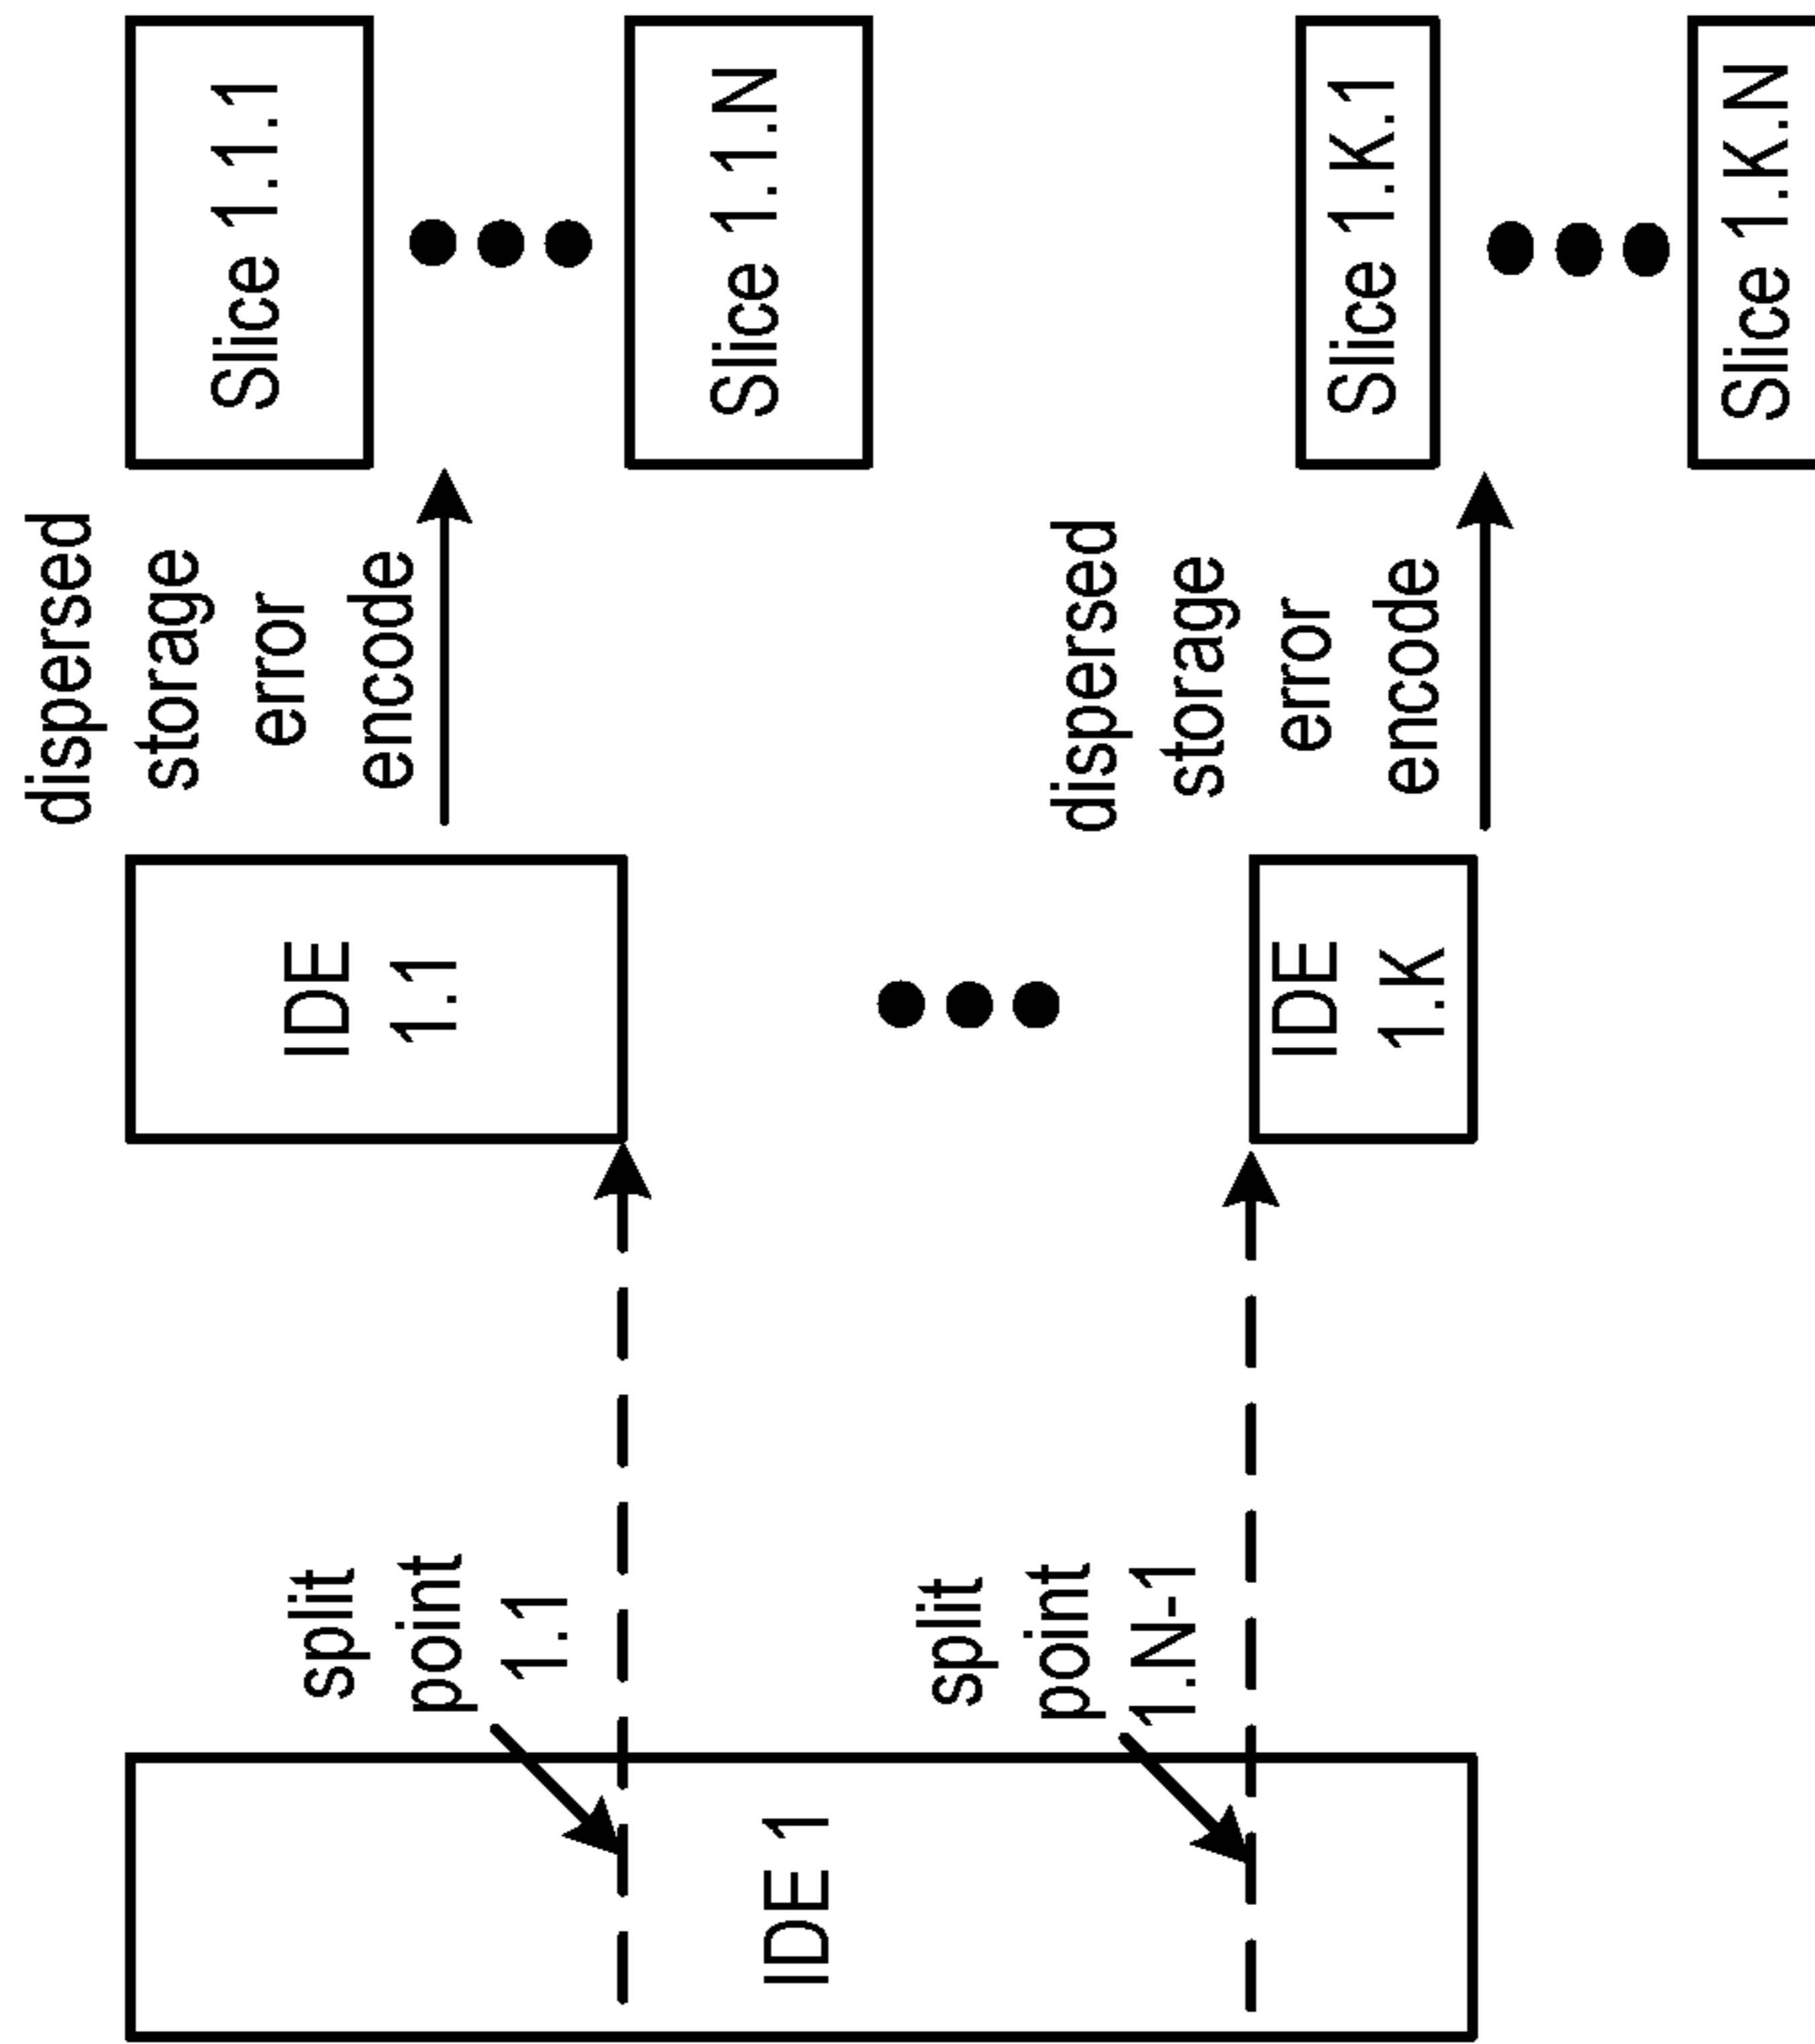 IDE 1
split
point
1.1
split
point
1.N-1
IDE
1.1
IDE
1.K
dispersed
storage
error
encode
dispersed
storage
error
encode
Slice 1.1.1
Slice 1.1.N
Slice 1.K.1
Slice 1.K.N